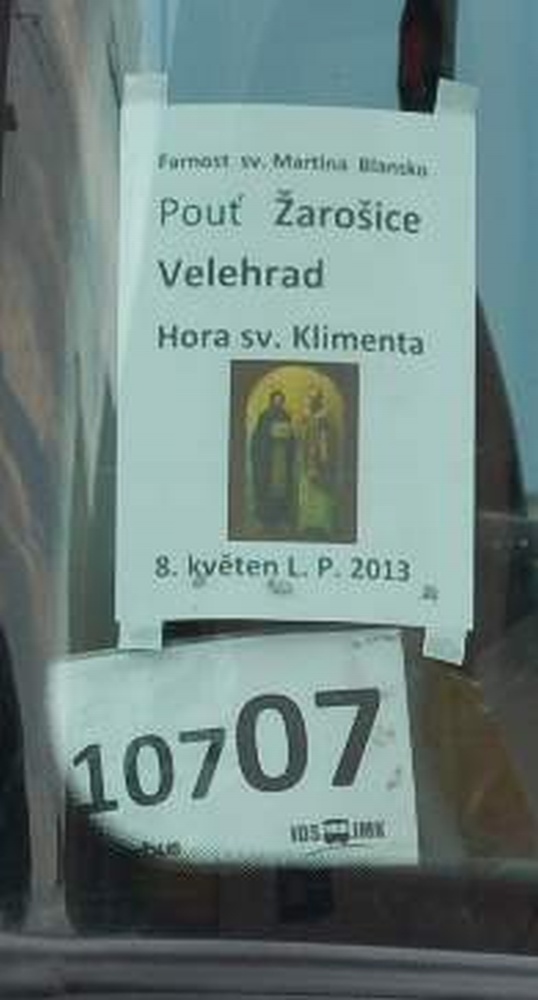 Farnost sv. Martina Blansko
Pouť Žarošice
Velehrad
Hora sv. Klimenta
8. květen L. P. 2013
10707
IDS JMK